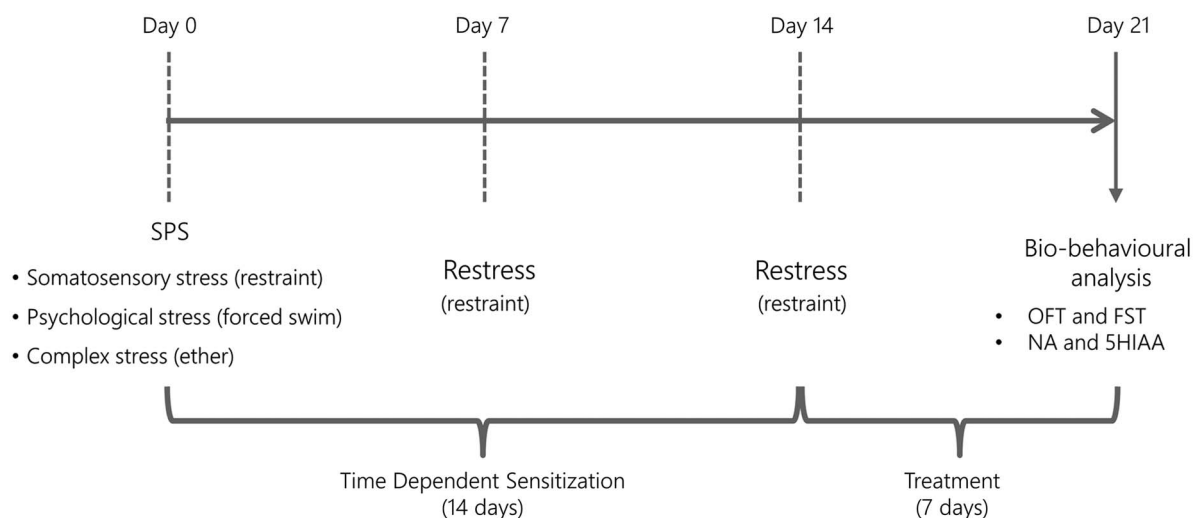 Day 0
Day 7
Day 14
Day 21
SPS
• Somatosensory stress (restraint)
• Psychological stress (forced swim)
• Complex stress (ether)
Restress
(restraint)
Restress
(restraint)
Bio-behavioural
analysis
• OFT and FST
• NA and 5HIAA
Time Dependent Sensitization
(14 days)
Treatment
(7 days)